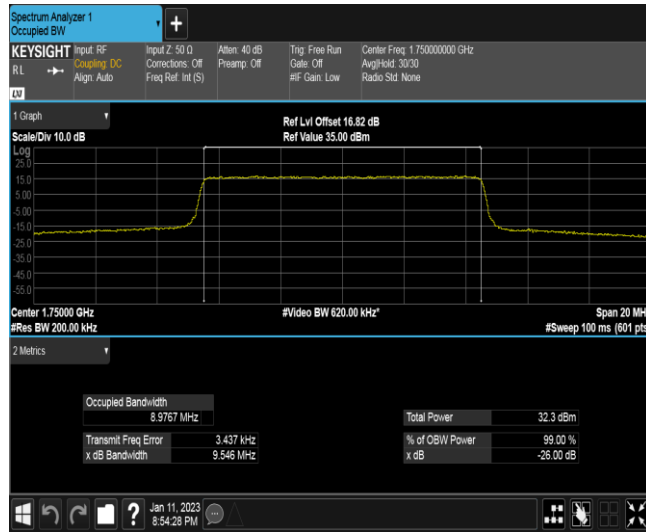 Spectrum Analyzer 1
Occupied BW
+
KEYSIGHT Input: RF Input Z: 50 Ω Atten: 40 dB Trig: Free Run Center Freq: 1.750000000 GHz
RL Coupling: DC Corrections: Off Preamp: Off Gate: Off Avg|Hold: 30/30
Align: Auto Freq Ref: Int (S) #IF Gain: Low Radio Std: None
LXI
1 Graph
Ref Lvl Offset 16.82 dB
Scale/Div 10.0 dB Ref Value 35.00 dBm
Log
25.0
15.0
5.00
-5.00
-15.0
-25.0
-35.0
-45.0
-55.0
Center 1.75000 GHz #Video BW 620.00 kHz* Span 20 MH
#Res BW 200.00 kHz #Sweep 100 ms (601 pts
2 Metrics
Occupied Bandwidth
8.9767 MHz Total Power 32.3 dBm
Transmit Freq Error 3.437 kHz % of OBW Power 99.00 %
x dB Bandwidth 9.546 MHz x dB -26.00 dB
? Jan 11, 2023
8:54:28 PM